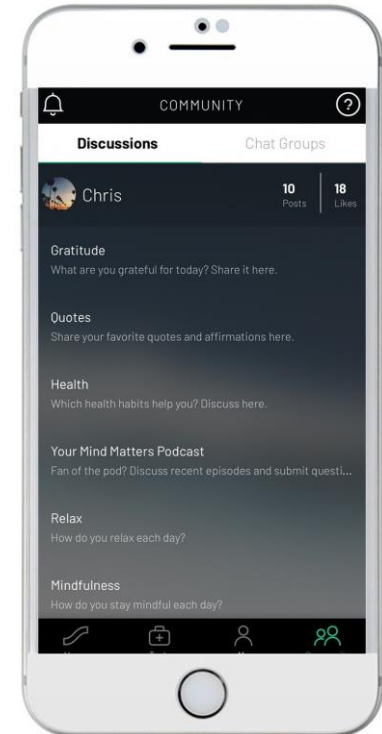 COMMUNITY
?
Discussions
Chat Groups
Chris
10
Posts
18
Likes
Gratitude
What are you grateful for today? Share it here.
Quotes
Share your favorite quotes and affirmations here.
Health
Which health habits help you? Discuss here.
Your Mind Matters Podcast
Fan of the pod? Discuss recent episodes and submit questi...
Relax
How do you relax each day?
Mindfulness
How do you stay mindful each day?